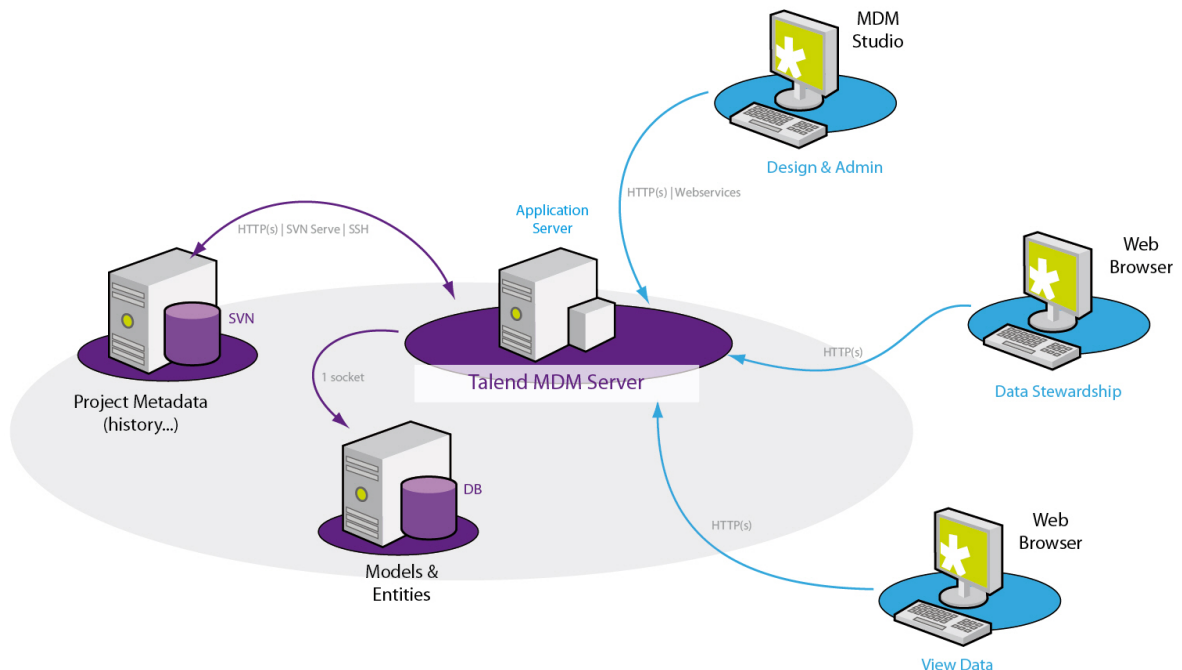 MDM
Studio
Design & Admin
HTTP(s) | Webservices
Application
Server
HTTP(s) | SVN Serve | SSH
Web
Browser
SVN
HTTP(s)
1 socket
Talend MDM Server
Data Stewardship
Project Metadata
(history...)
DB
HTTP(s)
Web
Browser
Models &
Entities
View Data